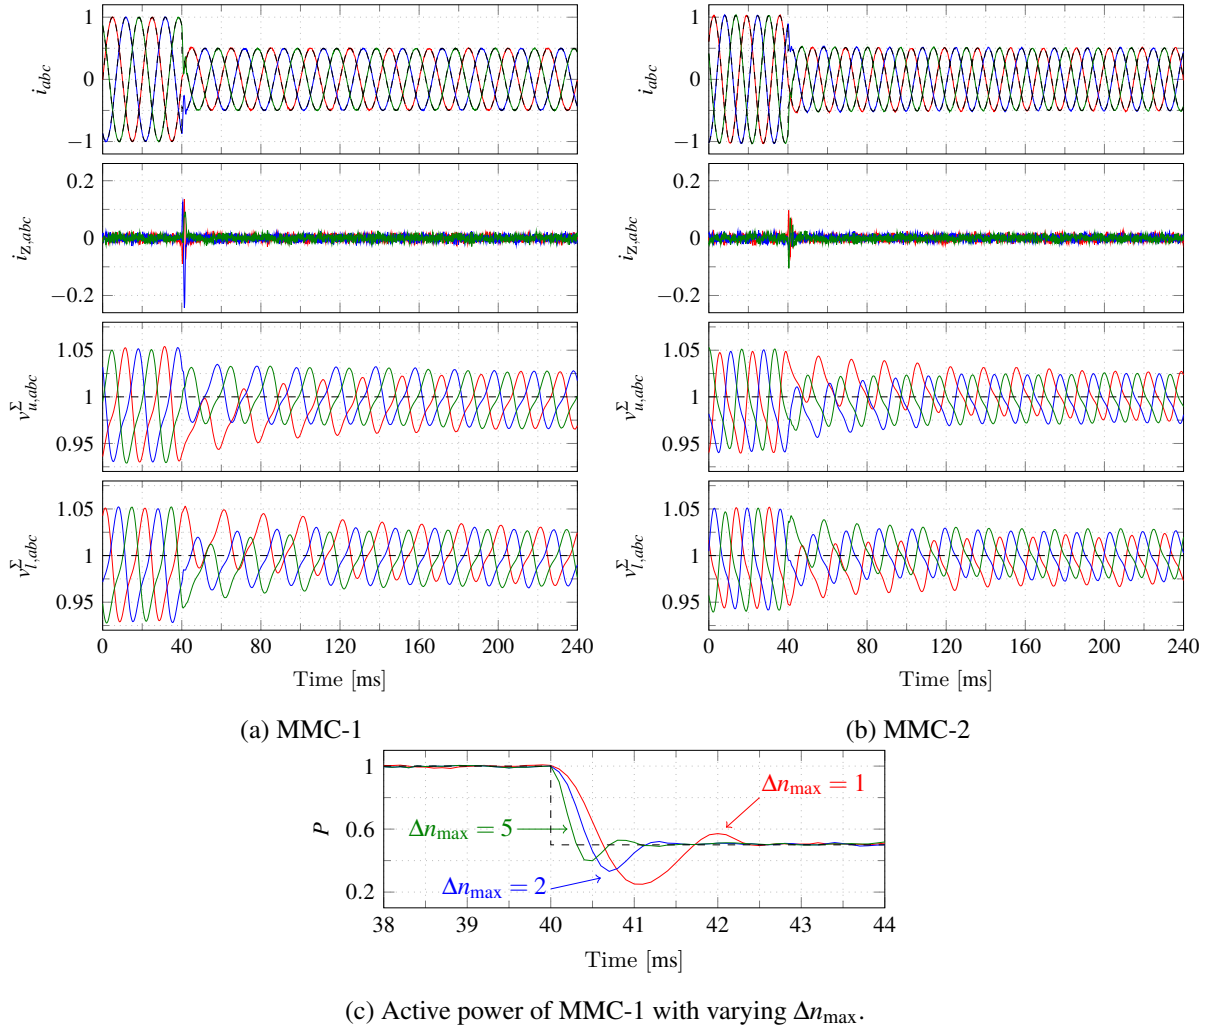 1
0
−1
i_abc
0.2
0
−0.2
i_Z,abc
1.05
1
0.95
v^Σ_u,abc
1.05
1
0.95
v^Σ_l,abc
0 40 80 120 160 200 240
Time [ms]
(a) MMC-1
1
0
−1
i_abc
0.2
0
−0.2
i_Z,abc
1.05
1
0.95
v^Σ_u,abc
1.05
1
0.95
v^Σ_l,abc
0 40 80 120 160 200 240
Time [ms]
(b) MMC-2
1
0.6
0.2
P
Δn_max = 1
Δn_max = 5
Δn_max = 2
38 39 40 41 42 43 44
Time [ms]
(c) Active power of MMC-1 with varying Δn_max.